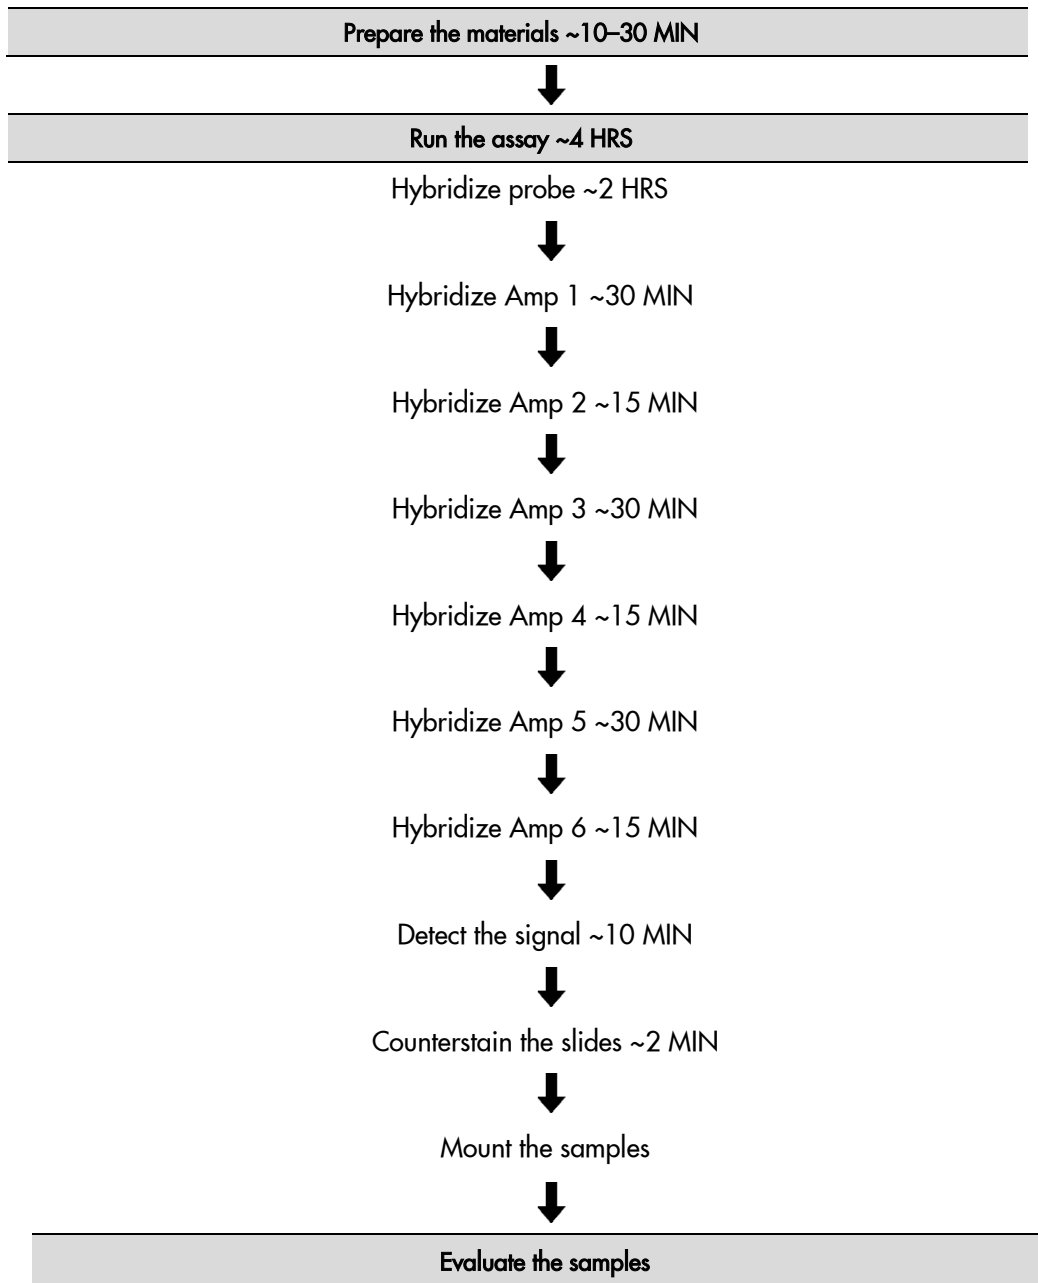 Prepare the materials ~10–30 MIN
Run the assay ~4 HRS
Hybridize probe ~2 HRS
Hybridize Amp 1 ~30 MIN
Hybridize Amp 2 ~15 MIN
Hybridize Amp 3 ~30 MIN
Hybridize Amp 4 ~15 MIN
Hybridize Amp 5 ~30 MIN
Hybridize Amp 6 ~15 MIN
Detect the signal ~10 MIN
Counterstain the slides ~2 MIN
Mount the samples
Evaluate the samples